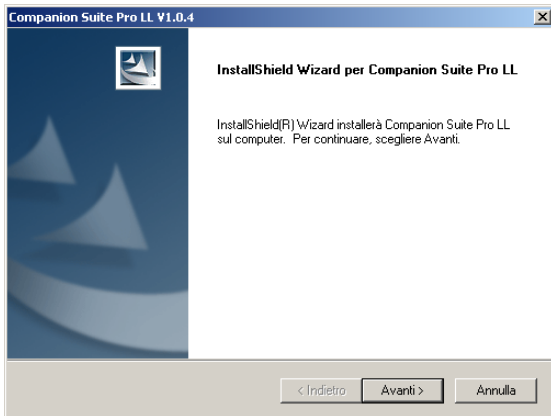 Companion Suite Pro LL V1.0.4
InstallShield Wizard per Companion Suite Pro LL
InstallShield(R) Wizard installerà Companion Suite Pro LL
sul computer. Per continuare, scegliere Avanti.
< Indietro Avanti > Annulla